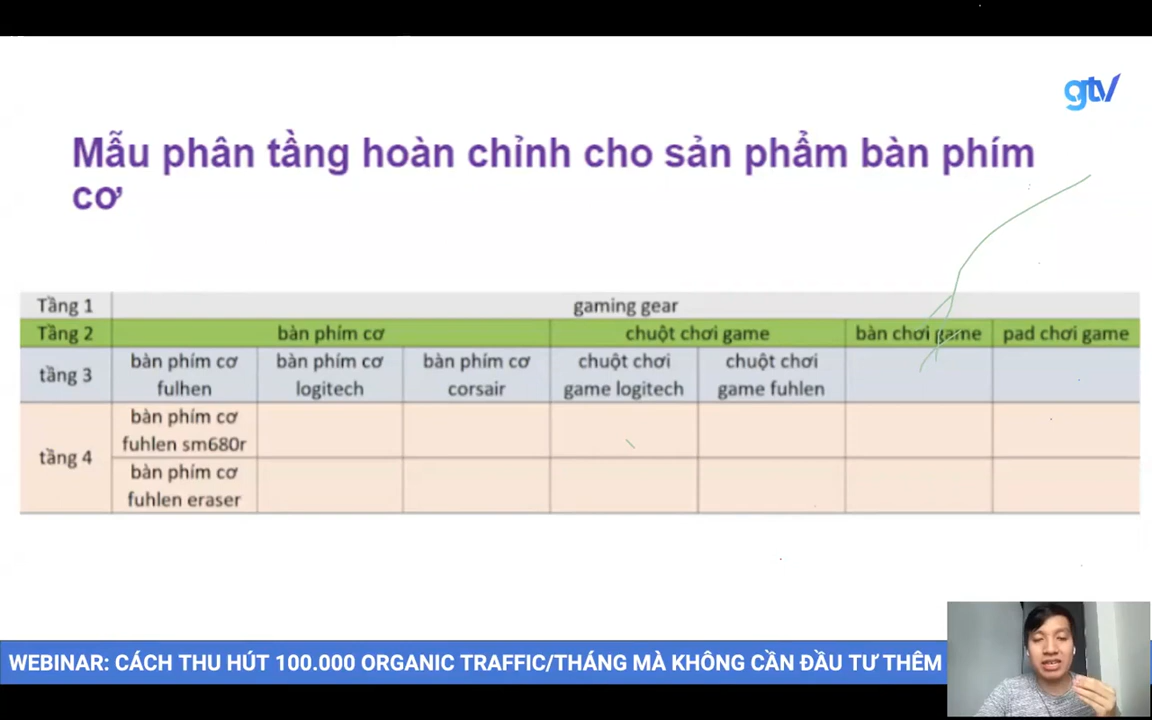 gtv
Mẫu phân tầng hoàn chỉnh cho sản phẩm bàn phím
cơ
Tầng 1 gaming gear
Tầng 2 bàn phím cơ chuột chơi game bàn chơi game pad chơi game
tầng 3 bàn phím cơ fulhen bàn phím cơ logitech bàn phím cơ corsair chuột chơi game logitech chuột chơi game fuhlen
tầng 4 bàn phím cơ fuhlen sm680r
bàn phím cơ fuhlen eraser
WEBINAR: CÁCH THU HÚT 100.000 ORGANIC TRAFFIC/THÁNG MÀ KHÔNG CẦN ĐẦU TƯ THÊM